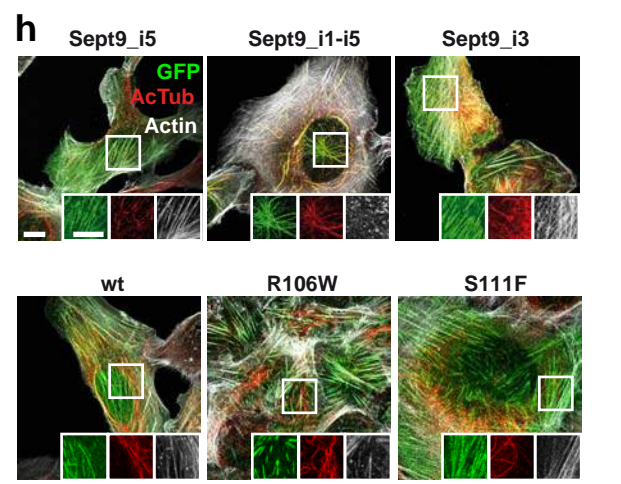 h
Sept9_i5
Sept9_i1-i5
Sept9_i3
GFP
AcTub
Actin
wt
R106W
S111F